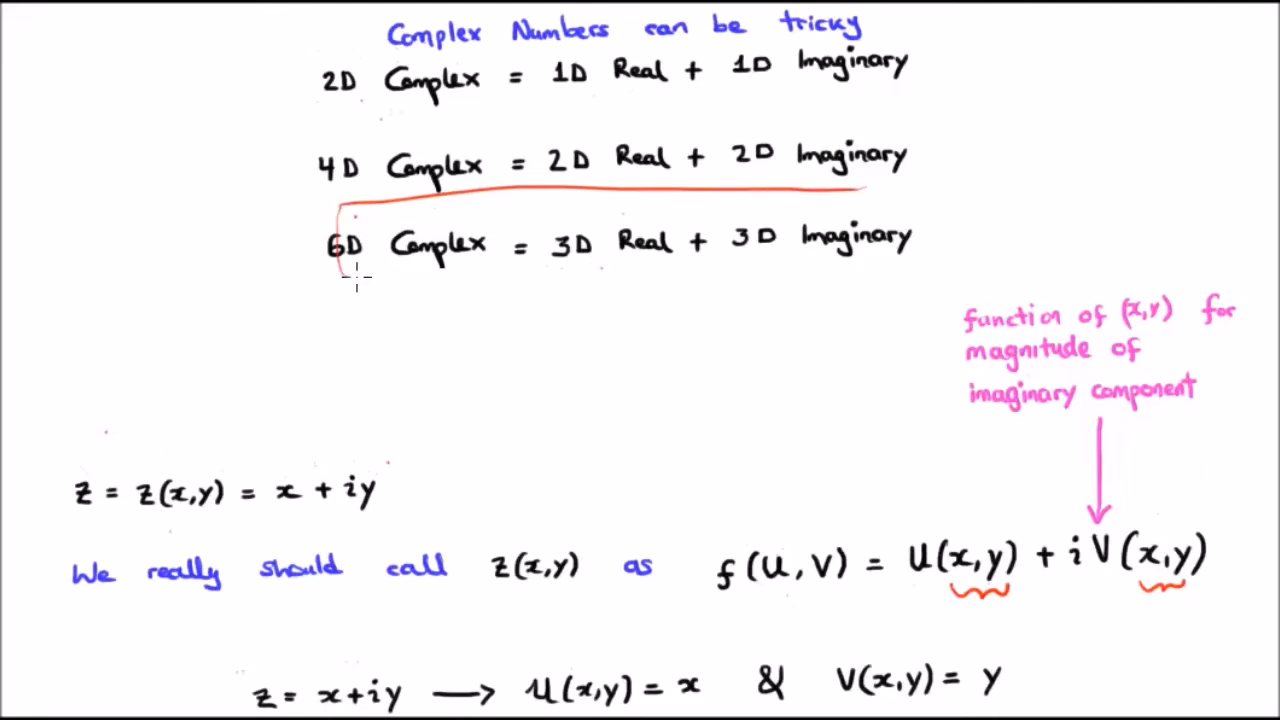 Complex Numbers can be tricky
2D Complex = 1D Real + 1D Imaginary
4D Complex = 2D Real + 2D Imaginary
6D Complex = 3D Real + 3D Imaginary
function of (x,y) for
magnitude of
imaginary component
z = z(x,y) = x + iy
We really should call z(x,y) as f(U,V) = U(x,y) + i V(x,y)
z = x+iy → U(x,y) = x & V(x,y) = y